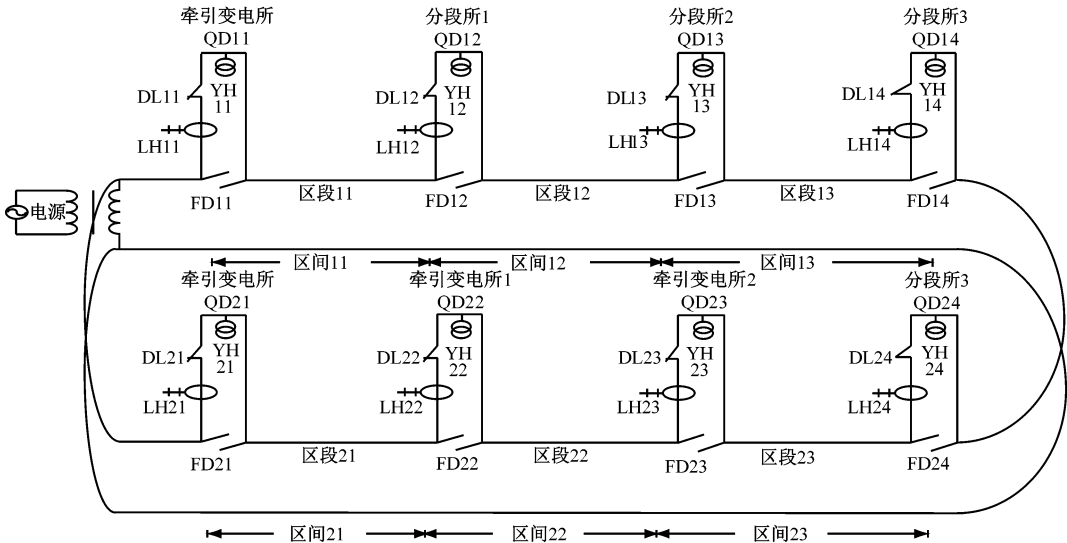 牵引变电所 分段所1 分段所2 分段所3
QD11 QD12 QD13 QD14
DL11 YH 11 DL12 YH 12 DL13 YH 13 DL14 YH 14
LH11 LH12 LH13 LH14
电源 FD11 区段11 FD12 区段12 FD13 区段13 FD14
区间11 区间12 区间13
牵引变电所 牵引变电所1 牵引变电所2 分段所3
QD21 QD22 QD23 QD24
DL21 YH 21 DL22 YH 22 DL23 YH 23 DL24 YH 24
LH21 LH22 LH23 LH24
FD21 区段21 FD22 区段22 FD23 区段23 FD24
区间21 区间22 区间23